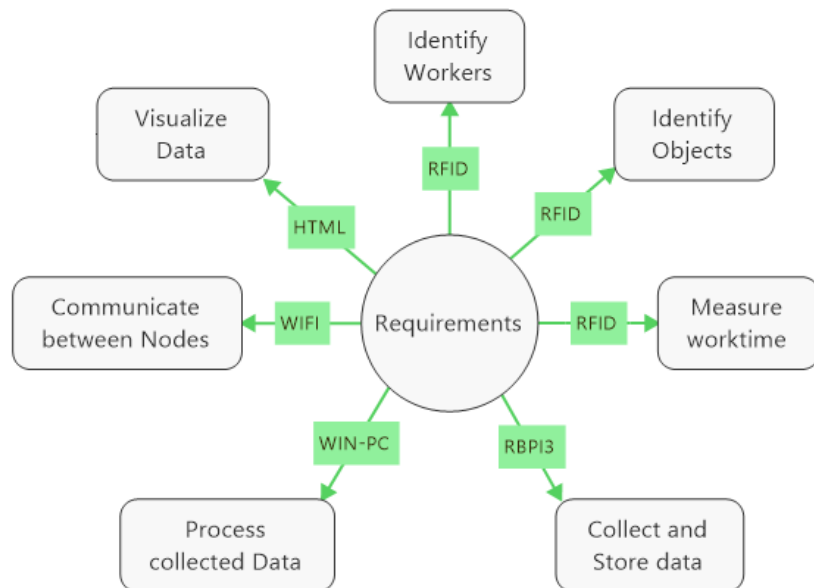 Identify
Workers
Visualize
Data
Identify
Objects
RFID
RFID
HTML
Communicate
between Nodes
WIFI
Requirements
RFID
Measure
worktime
WIN-PC
RBPI3
Process
collected Data
Collect and
Store data